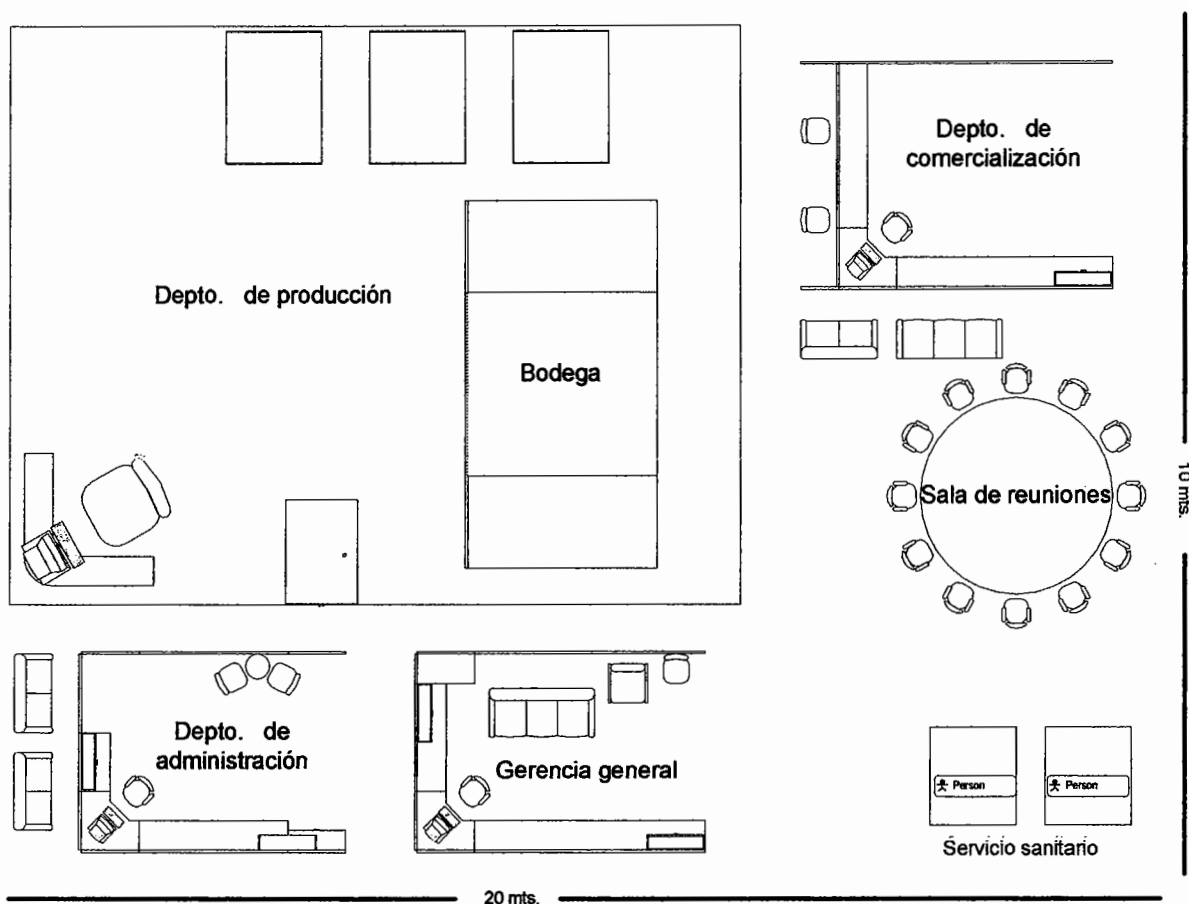 Depto. de
comercialización
Depto. de producción
Bodega
Sala de reuniones
10 mts.
Depto. de
administración
Gerencia general
Person
Person
Servicio sanitario
20 mts.